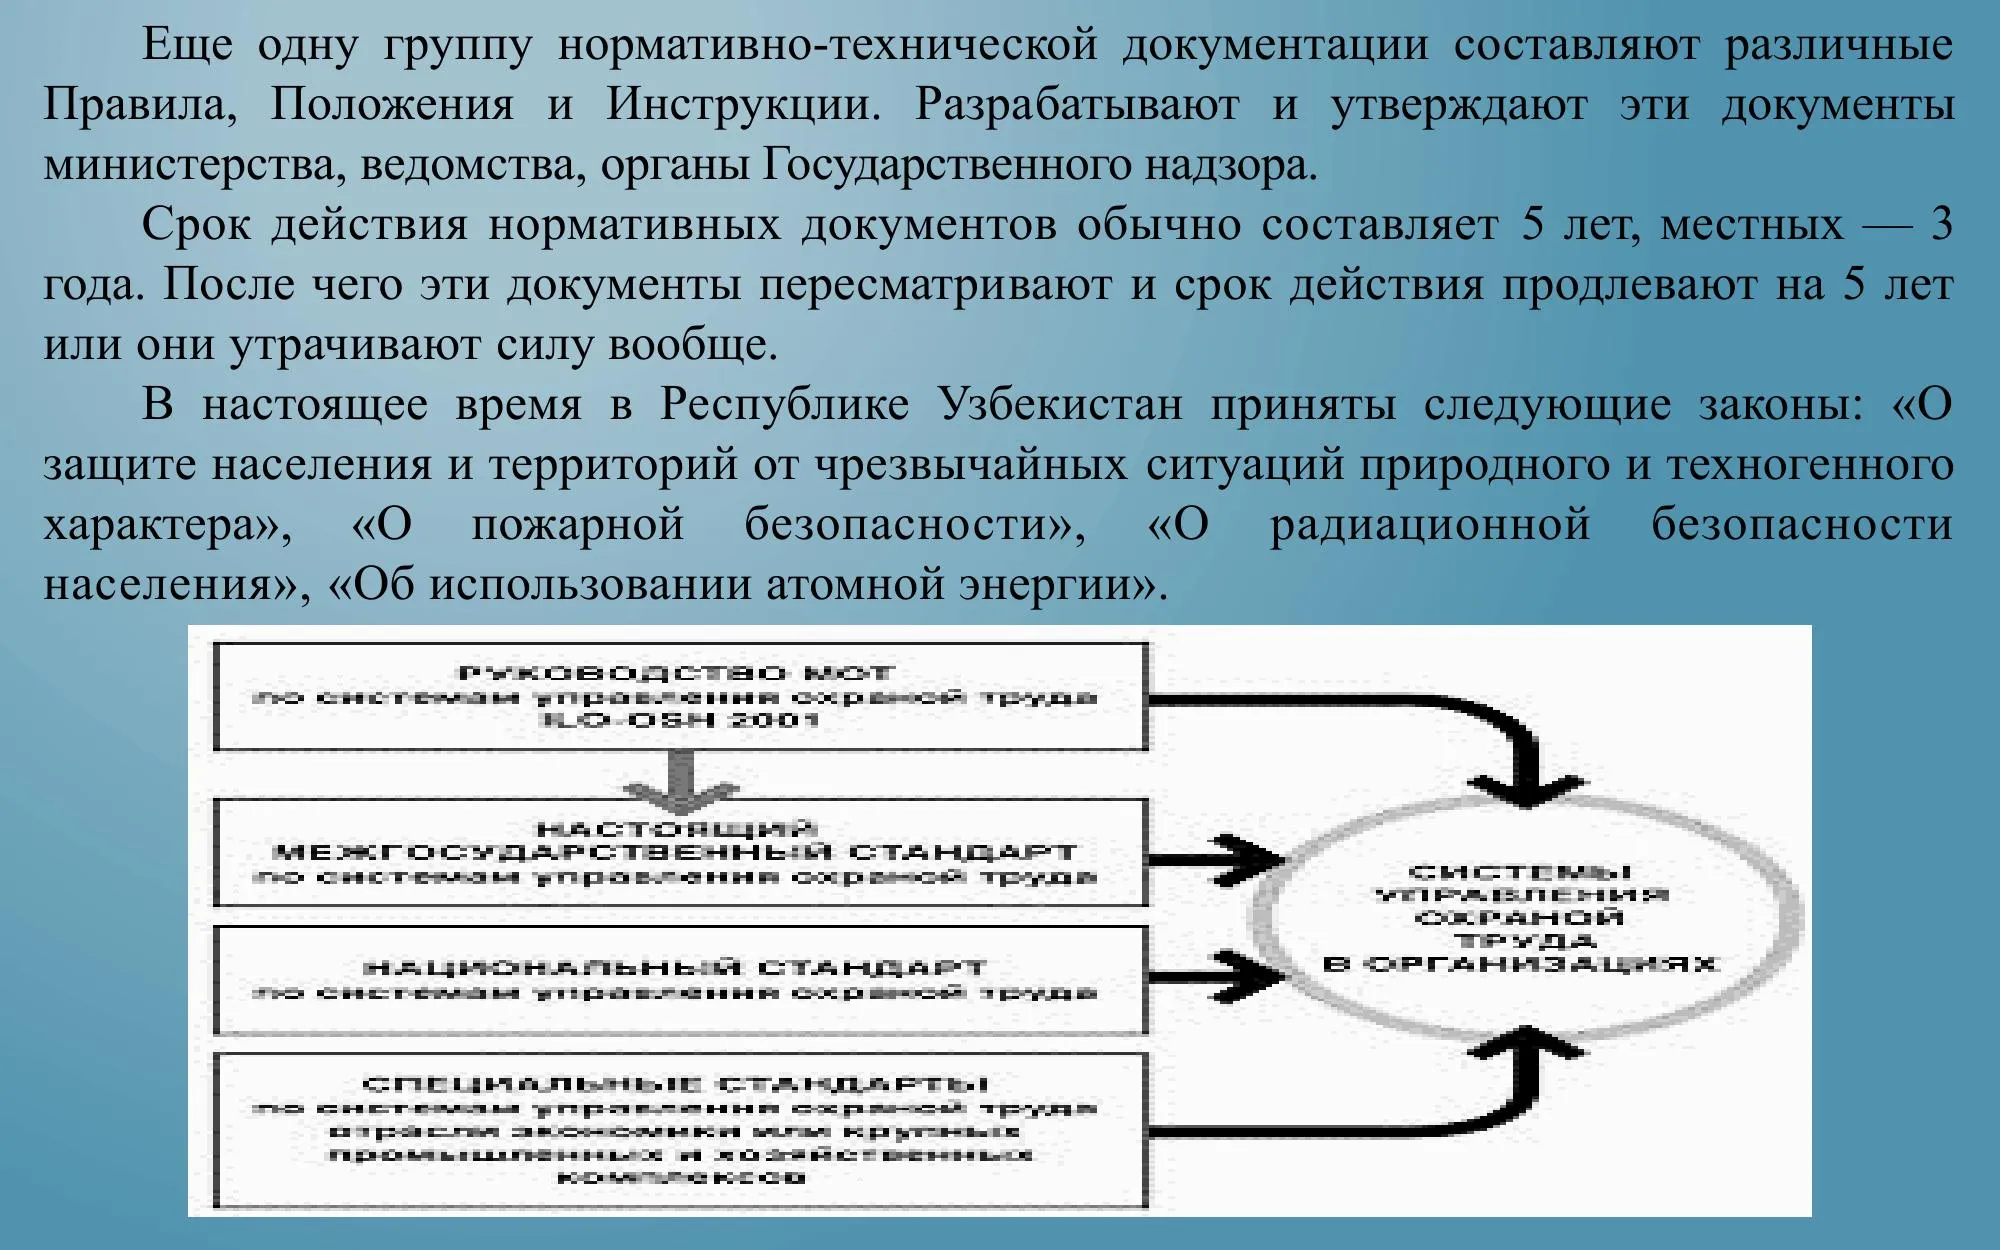 Еще одну группу нормативно-технической документации составляют различные
Правила, Положения и Инструкции. Разрабатывают и утверждают эти документы
министерства, ведомства, органы Государственного надзора.
Срок действия нормативных документов обычно составляет 5 лет, местных — 3
года. После чего эти документы пересматривают и срок действия продлевают на 5 лет
или они утрачивают силу вообще.
В настоящее время в Республике Узбекистан приняты следующие законы: «О
защите населения и территорий от чрезвычайных ситуаций природного и техногенного
характера», «О пожарной безопасности», «О радиационной безопасности
населения», «Об использовании атомной энергии».
РУКОВОДСТВО МОТ
по системам управления охраной труда
ILO-OSH 2001
НАСТОЯЩИЙ
МЕЖГОСУДАРСТВЕННЫЙ СТАНДАРТ
по системам управления охраной труда
НАЦИОНАЛЬНЫЙ СТАНДАРТ
по системам управления охраной труда
СПЕЦИАЛЬНЫЕ СТАНДАРТЫ
по системам управления охраной труда
отрасли экономики или крупных
промышленных и хозяйственных
комплексов
СИСТЕМЫ
УПРАВЛЕНИЯ
ОХРАНОЙ
ТРУДА
В ОРГАНИЗАЦИЯХ